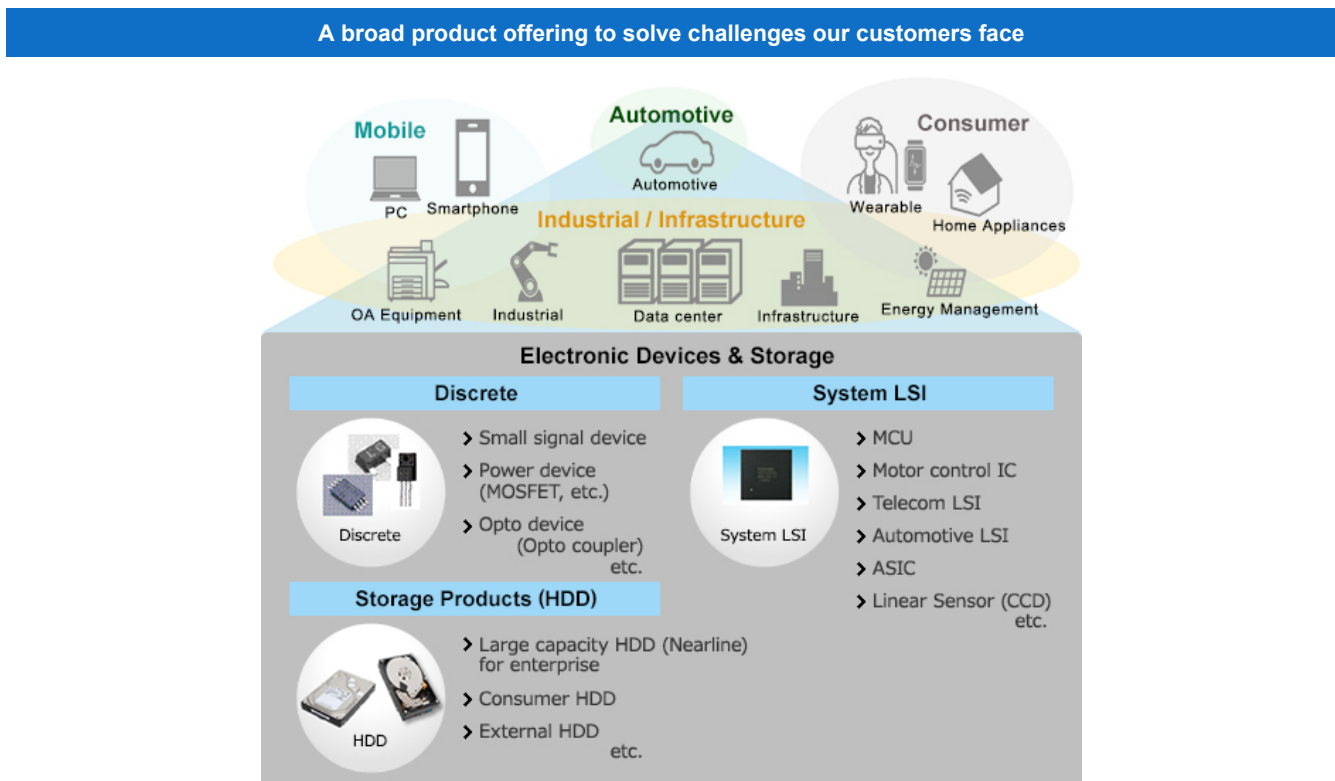 A broad product offering to solve challenges our customers face
Mobile
PC
Smartphone
Automotive
Automotive
Consumer
Wearable
Home Appliances
Industrial / Infrastructure
OA Equipment
Industrial
Data center
Infrastructure
Energy Management
Electronic Devices & Storage
Discrete
Discrete
Small signal device
Power device
(MOSFET, etc.)
Opto device
(Opto coupler)
etc.
System LSI
System LSI
MCU
Motor control IC
Telecom LSI
Automotive LSI
ASIC
Linear Sensor (CCD)
etc.
Storage Products (HDD)
HDD
Large capacity HDD (Nearline)
for enterprise
Consumer HDD
External HDD
etc.